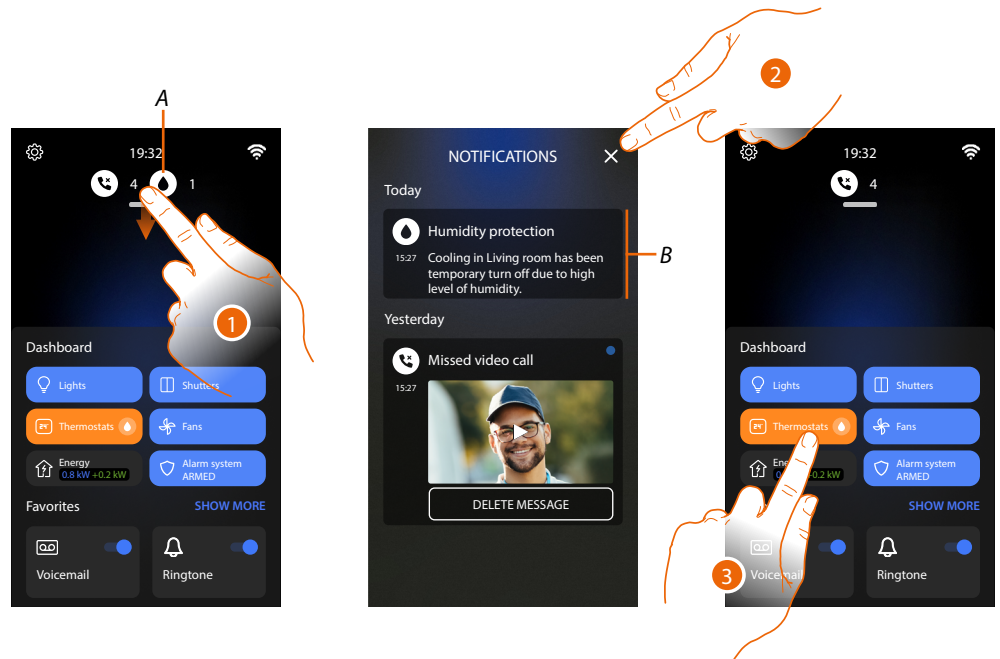 A
19:32
4
1
1
Dashboard
Lights
Shutters
Thermostats
Fans
Energy
0.8 kW +0.2 kW
Alarm system
ARMED
Favorites
SHOW MORE
Voicemail
Ringtone
2
NOTIFICATIONS
Today
Humidity protection
15:27
Cooling in Living room has been
temporary turn off due to high
level of humidity.
B
Yesterday
Missed video call
15:27
DELETE MESSAGE
19:32
4
Dashboard
Lights
Shutters
Thermostats
Fans
+0.2 kW
Alarm system
ARMED
Favorites
SHOW MORE
3
Voicemail
Ringtone